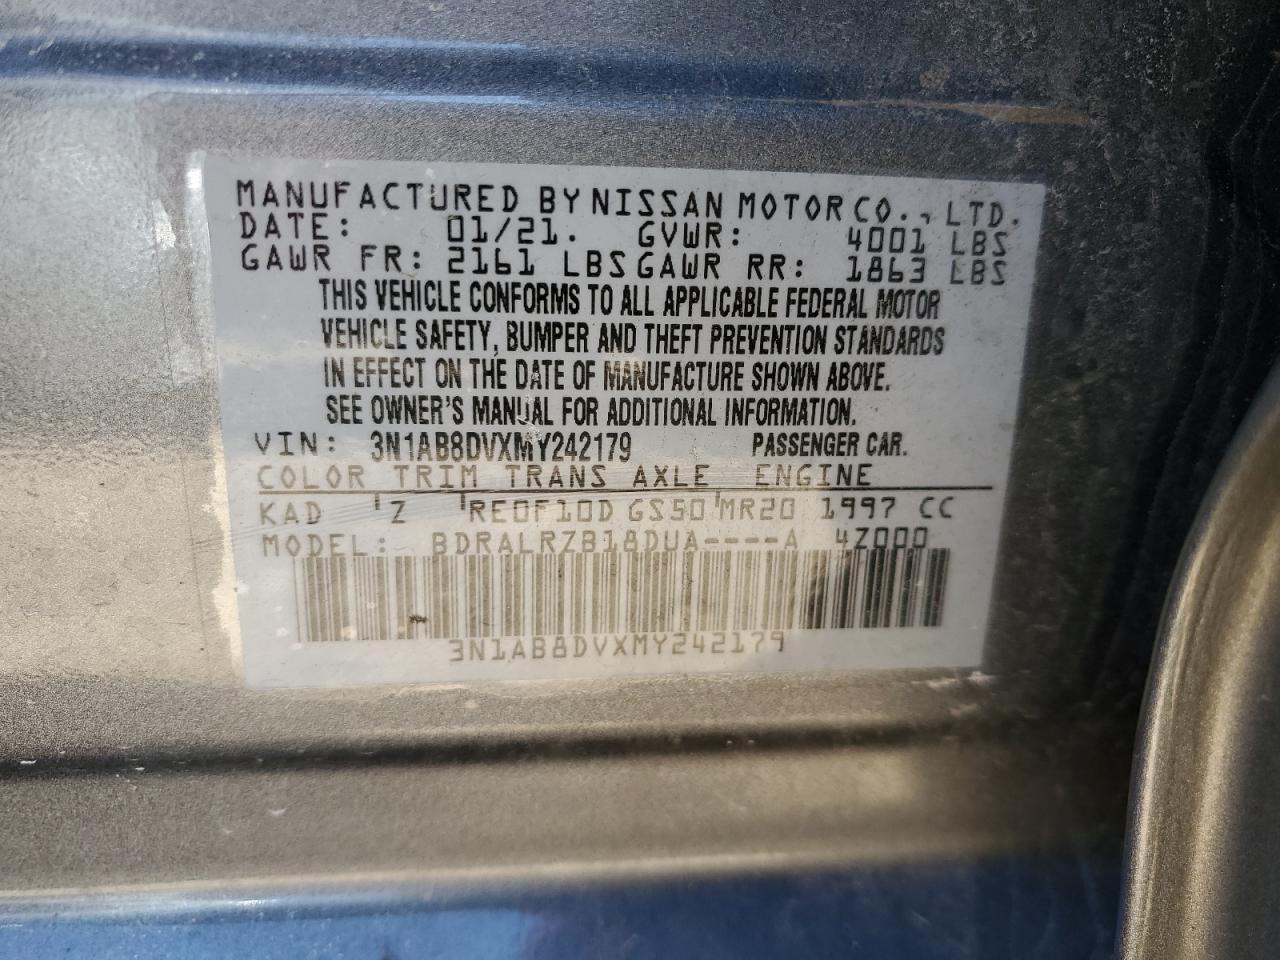 MANUFACTURED BY NISSAN MOTOR CO., LTD.
DATE: 01/21. GVWR: 4001 LBS
GAWR FR: 2161 LBS GAWR RR: 1863 LBS
THIS VEHICLE CONFORMS TO ALL APPLICABLE FEDERAL MOTOR
VEHICLE SAFETY, BUMPER AND THEFT PREVENTION STANDARDS
IN EFFECT ON THE DATE OF MANUFACTURE SHOWN ABOVE.
SEE OWNER'S MANUAL FOR ADDITIONAL INFORMATION.
VIN: 3N1AB8DVXMY242179 PASSENGER CAR.
COLOR TRIM TRANS AXLE ENGINE
KAD 'Z 'RE0F10D GS50'MR20 1997 CC
MODEL: BDRALRZB18DUA----A 4Z000
3N1AB8DVXMY242179